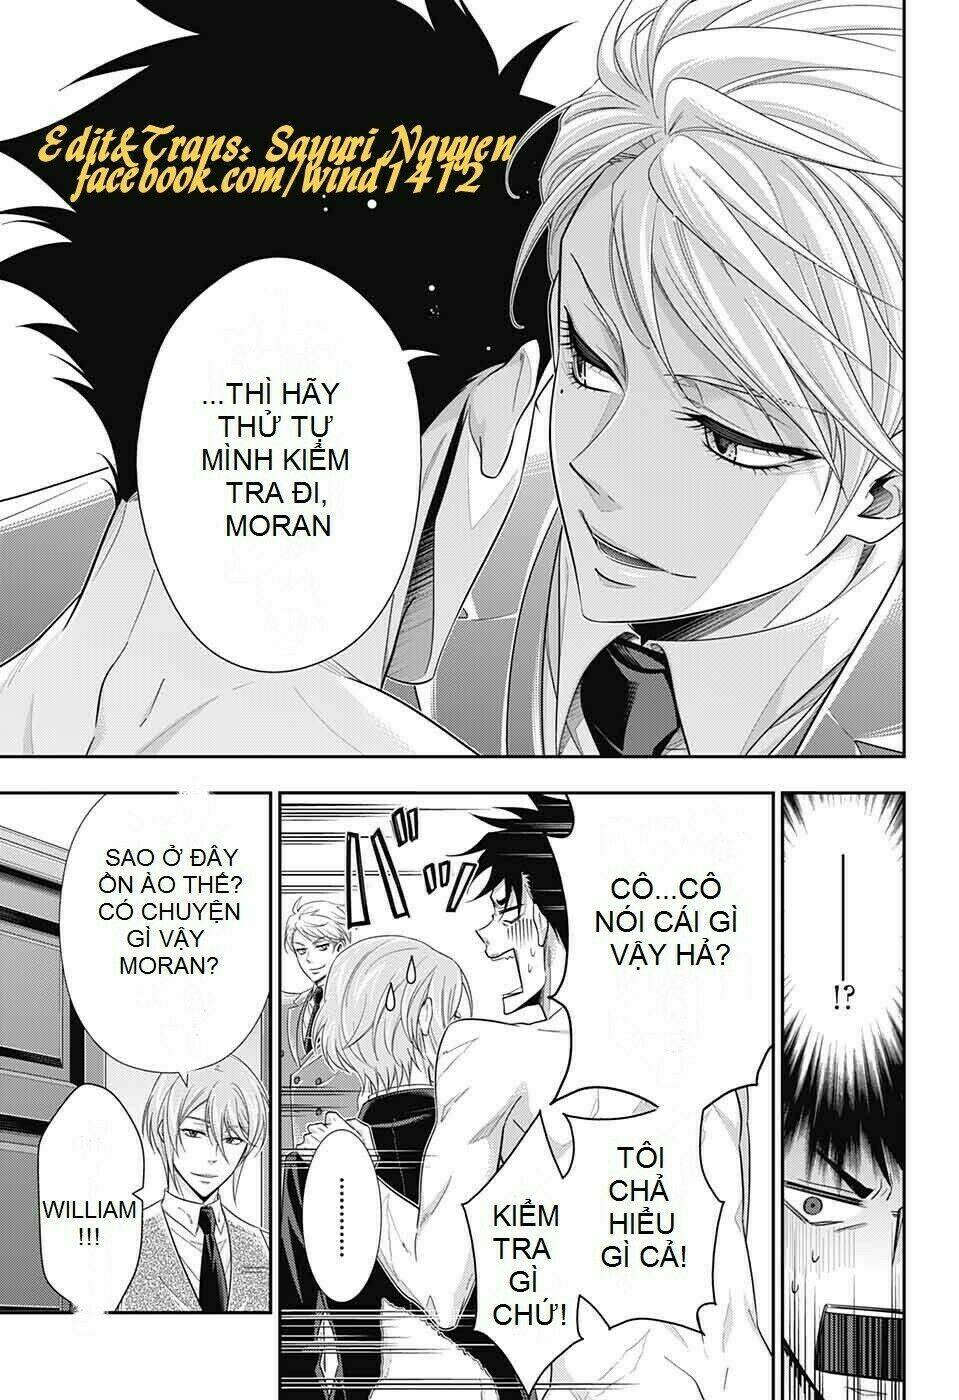 Edit&Trans: Sayuri Nguyen
facebook.com/wind1412
...THÌ HÃY
THỬ TỰ
MÌNH KIỂM
TRA ĐI,
MORAN
!?
CÔ...CÔ
NÓI CÁI GÌ
VẬY HẢ?
TÔI
CHẢ
HIỂU
GÌ CẢ!
KIỂM
TRA
GÌ
CHỨ!
.........
SAO Ở ĐÂY
ỒN ÀO THẾ?
CÓ CHUYỆN
GÌ VẬY
MORAN?
WILLIAM
!!!